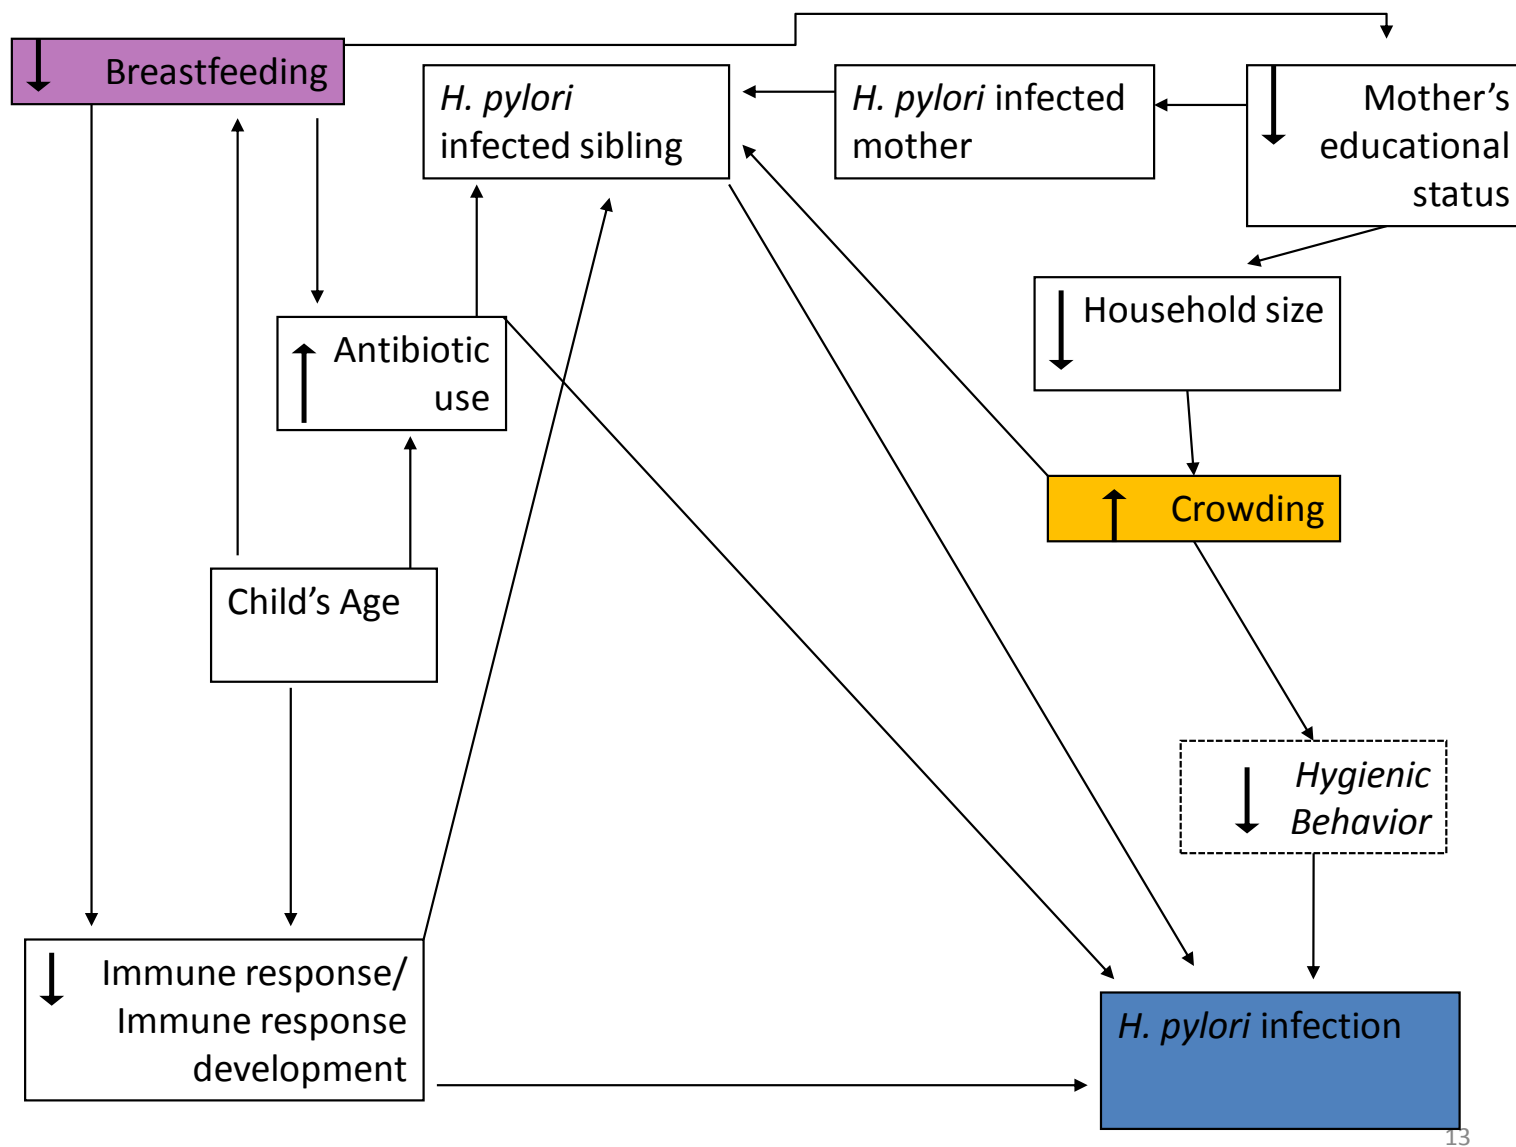 Breastfeeding
H. pylori
infected sibling
H. pylori infected
mother
Mother’s
educational
status
Household size
Antibiotic
use
Crowding
Child’s Age
Hygienic
Behavior
Immune response/
Immune response
development
H. pylori infection
13